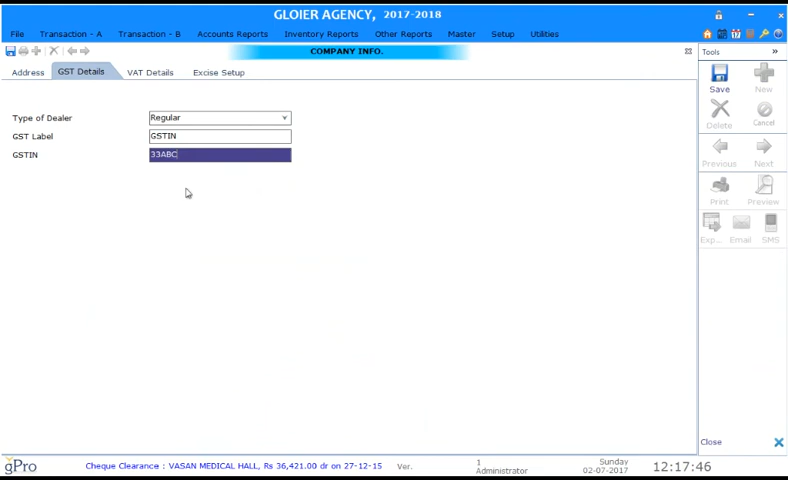 GLOIER AGENCY, 2017-2018
File Transaction - A Transaction - B Accounts Reports Inventory Reports Other Reports Master Setup Utilities
COMPANY INFO.
Tools »
Address GST Details VAT Details Excise Setup
Save New
Type of Dealer Regular
Delete Cancel
GST Label GSTIN
GSTIN 33ABC
Previous Next
Print Preview
Exp... Email SMS
Close
gPro Cheque Clearance : VASAN MEDICAL HALL, Rs 36,421.00 dr on 27-12-15 Ver. 1 Administrator Sunday 02-07-2017 12:17:46